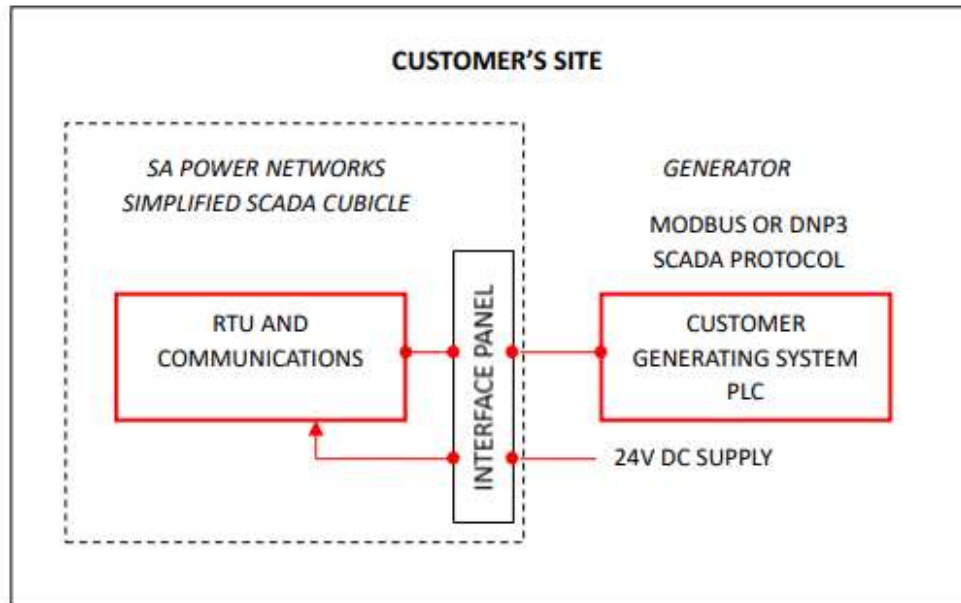 CUSTOMER’S SITE
SA POWER NETWORKS
SIMPLIFIED SCADA CUBICLE
GENERATOR
MODBUS OR DNP3
SCADA PROTOCOL
RTU AND
COMMUNICATIONS
INTERFACE PANEL
CUSTOMER
GENERATING SYSTEM
PLC
24V DC SUPPLY